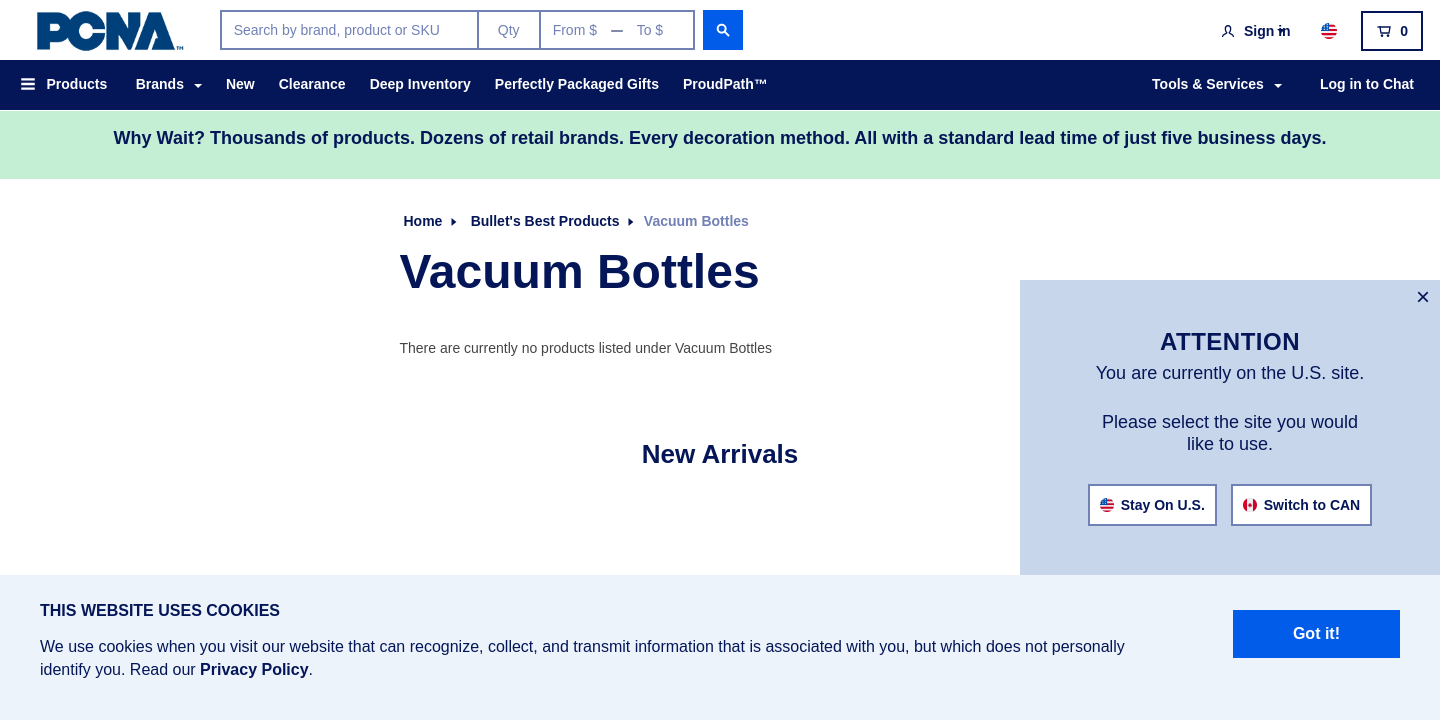 PCNA™
Search by brand, product or SKU
Qty
From $ — To $
Sign in
0
Products
Brands
New
Clearance
Deep Inventory
Perfectly Packaged Gifts
ProudPath™
Tools & Services
Log in to Chat
Why Wait? Thousands of products. Dozens of retail brands. Every decoration method. All with a standard lead time of just five business days.
Home
Bullet's Best Products
Vacuum Bottles
Vacuum Bottles
There are currently no products listed under Vacuum Bottles
New Arrivals
×
ATTENTION
You are currently on the U.S. site.
Please select the site you would
like to use.
Stay On U.S.
Switch to CAN
THIS WEBSITE USES COOKIES
We use cookies when you visit our website that can recognize, collect, and transmit information that is associated with you, but which does not personally
identify you. Read our Privacy Policy.
Got it!